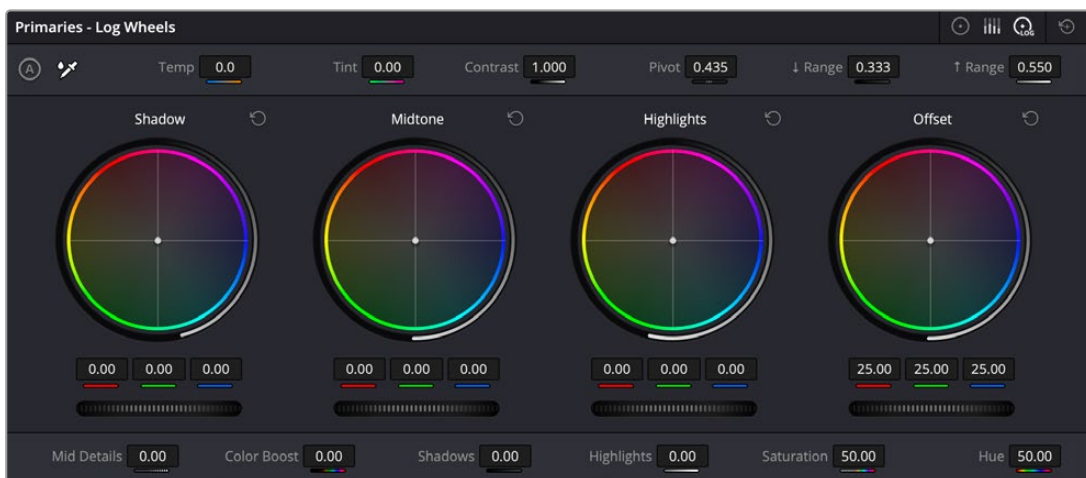 Primaries - Log Wheels
LOG
A Temp 0.0 Tint 0.00 Contrast 1.000 Pivot 0.435 ↓ Range 0.333 ↑ Range 0.550
Shadow Midtone Highlights Offset
0.00 0.00 0.00 0.00 0.00 0.00 0.00 0.00 0.00 25.00 25.00 25.00
Mid Details 0.00 Color Boost 0.00 Shadows 0.00 Highlights 0.00 Saturation 50.00 Hue 50.00